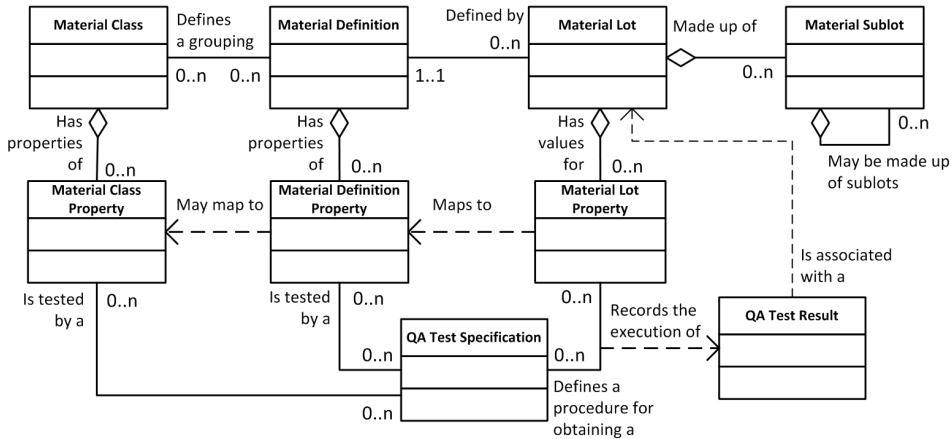 Material Class
Defines
a grouping
0..n
0..n
Material Definition
1..1
Defined by
0..n
Material Lot
Made up of
0..n
Material Sublot
0..n
May be made up
of sublots
Has
properties
of
0..n
Has
properties
of
0..n
Has
values
for
0..n
Material Class
Property
May map to
Material Definition
Property
Maps to
Material Lot
Property
Is associated
with a
Is tested
by a
0..n
Is tested
by a
0..n
0..n
Records the
execution of
QA Test Result
QA Test Specification
0..n
0..n
0..n
Defines a
procedure for
obtaining a